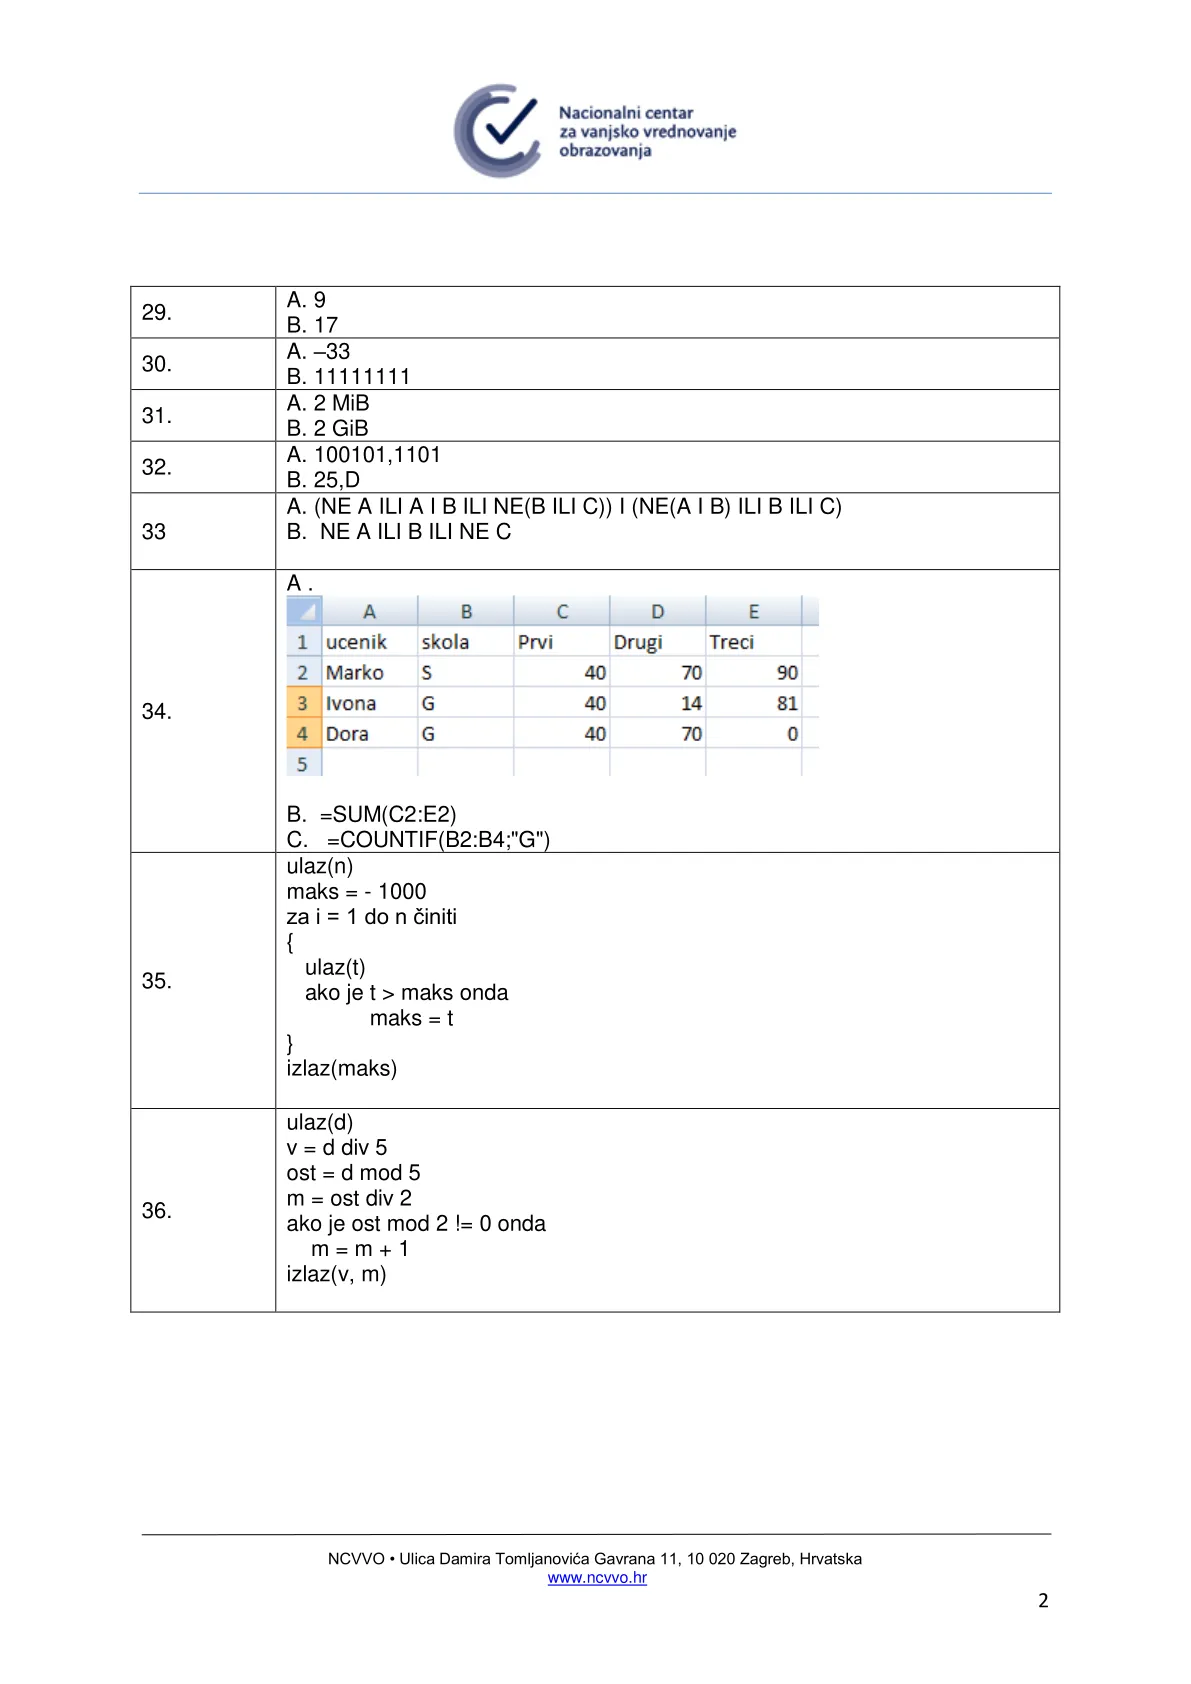 Nacionalni centar
za vanjsko vrednovanje
obrazovanja
29.
A. 9
B. 17
30.
A. –33
B. 11111111
31.
A. 2 MiB
B. 2 GiB
32.
A. 100101,1101
B. 25,D
33
A. (NE A ILI A I B ILI NE(B ILI C)) I (NE(A I B) ILI B ILI C)
B. NE A ILI B ILI NE C
34.
A .
A B C D E
1 ucenik skola Prvi Drugi Treci
2 Marko S 40 70 90
3 Ivona G 40 14 81
4 Dora G 40 70 0
5
B. =SUM(C2:E2)
C. =COUNTIF(B2:B4;"G")
35.
ulaz(n)
maks = - 1000
za i = 1 do n činiti
{
ulaz(t)
ako je t > maks onda
maks = t
}
izlaz(maks)
36.
ulaz(d)
v = d div 5
ost = d mod 5
m = ost div 2
ako je ost mod 2 != 0 onda
m = m + 1
izlaz(v, m)
NCVVO • Ulica Damira Tomljanovića Gavrana 11, 10 020 Zagreb, Hrvatska
www.ncvvo.hr
2